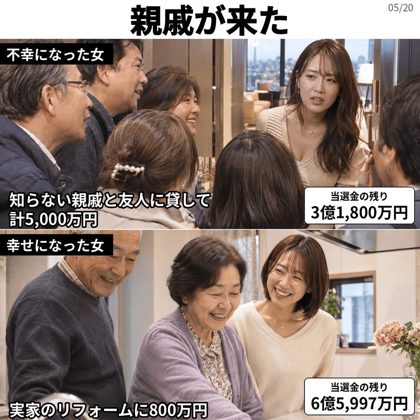 親戚が来た
05/20
不幸になった女
知らない親戚と友人に貸して
計5,000万円
当選金の残り
3億1,800万円
幸せになった女
実家のリフォームに800万円
当選金の残り
6億5,997万円